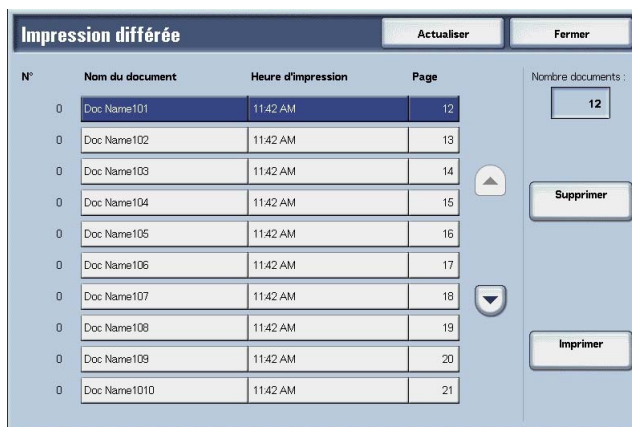 Impression différée Actualiser Fermer
N° Nom du document Heure d'impression Page Nombre documents :
0 Doc Name101 11:42 AM 12 12
0 Doc Name102 11:42 AM 13
0 Doc Name103 11:42 AM 14
0 Doc Name104 11:42 AM 15
Supprimer
0 Doc Name105 11:42 AM 16
0 Doc Name106 11:42 AM 17
0 Doc Name107 11:42 AM 18
0 Doc Name108 11:42 AM 19
Imprimer
0 Doc Name109 11:42 AM 20
0 Doc Name1010 11:42 AM 21